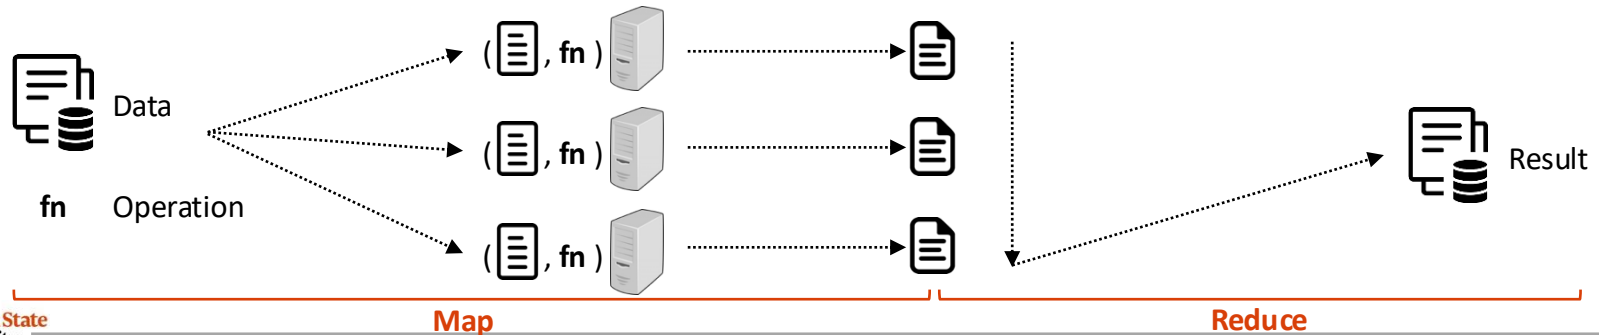 ( , fn )
Data
( , fn )
Result
fn Operation
( , fn )
State
Map
Reduce